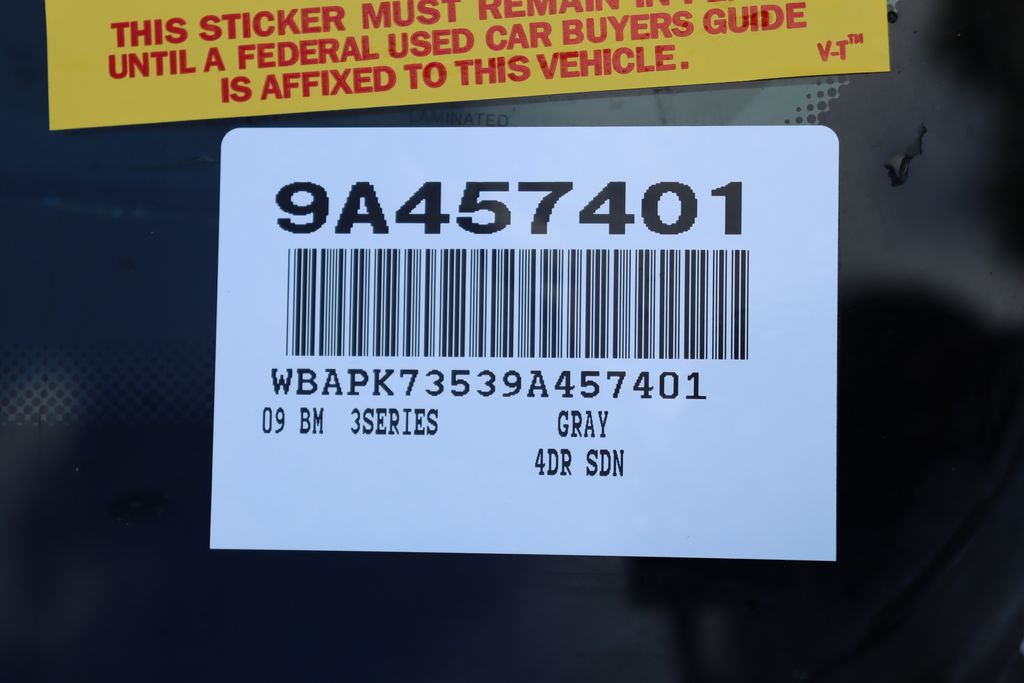 THIS STICKER MUST REMAIN IN
UNTIL A FEDERAL USED CAR BUYERS GUIDE
IS AFFIXED TO THIS VEHICLE.
V-T™
LAMINATED
9A457401
WBAPK73539A457401
09 BM 3SERIES GRAY
4DR SDN